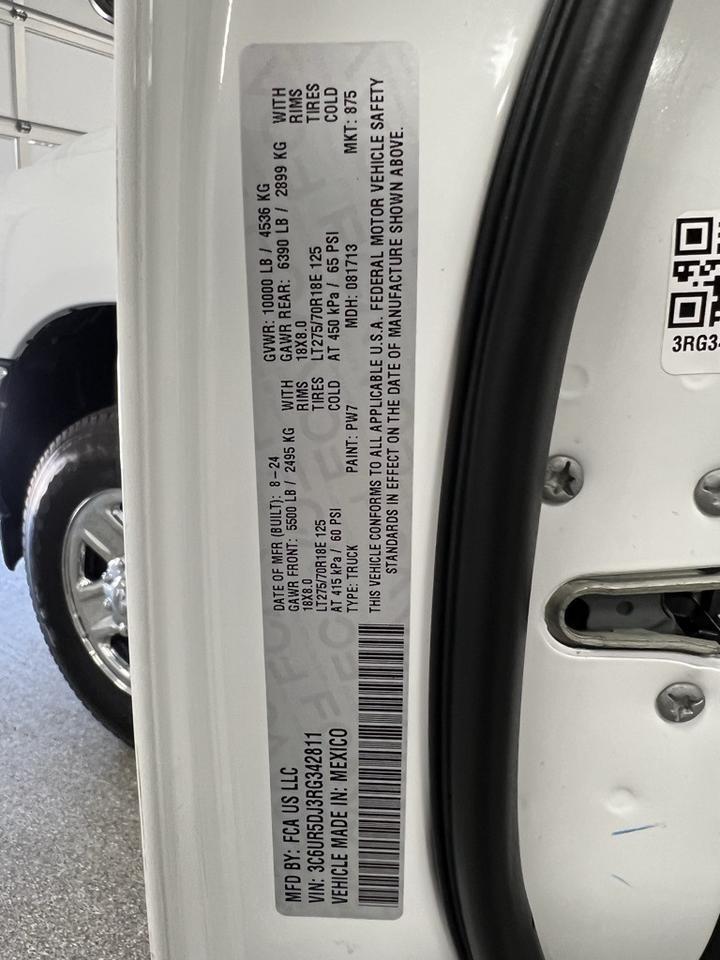 MFD BY: FCA US LLC
VIN: 3C6UR5DJ3RG342811
VEHICLE MADE IN: MEXICO
DATE OF MFR (BUILT): 8-24
GVWR: 10000 LB / 4536 KG
GAWR FRONT: 5500 LB / 2495 KG WITH
GAWR REAR: 6390 LB / 2899 KG WITH
18X8.0 RIMS
18X8.0 RIMS
LT275/70R18E 125 TIRES
LT275/70R18E 125 TIRES
AT 415 kPa / 60 PSI COLD
AT 450 kPa / 65 PSI COLD
TYPE: TRUCK PAINT: PW7 MDH: 081713 MKT: 875
THIS VEHICLE CONFORMS TO ALL APPLICABLE U.S.A. FEDERAL MOTOR VEHICLE SAFETY
STANDARDS IN EFFECT ON THE DATE OF MANUFACTURE SHOWN ABOVE.